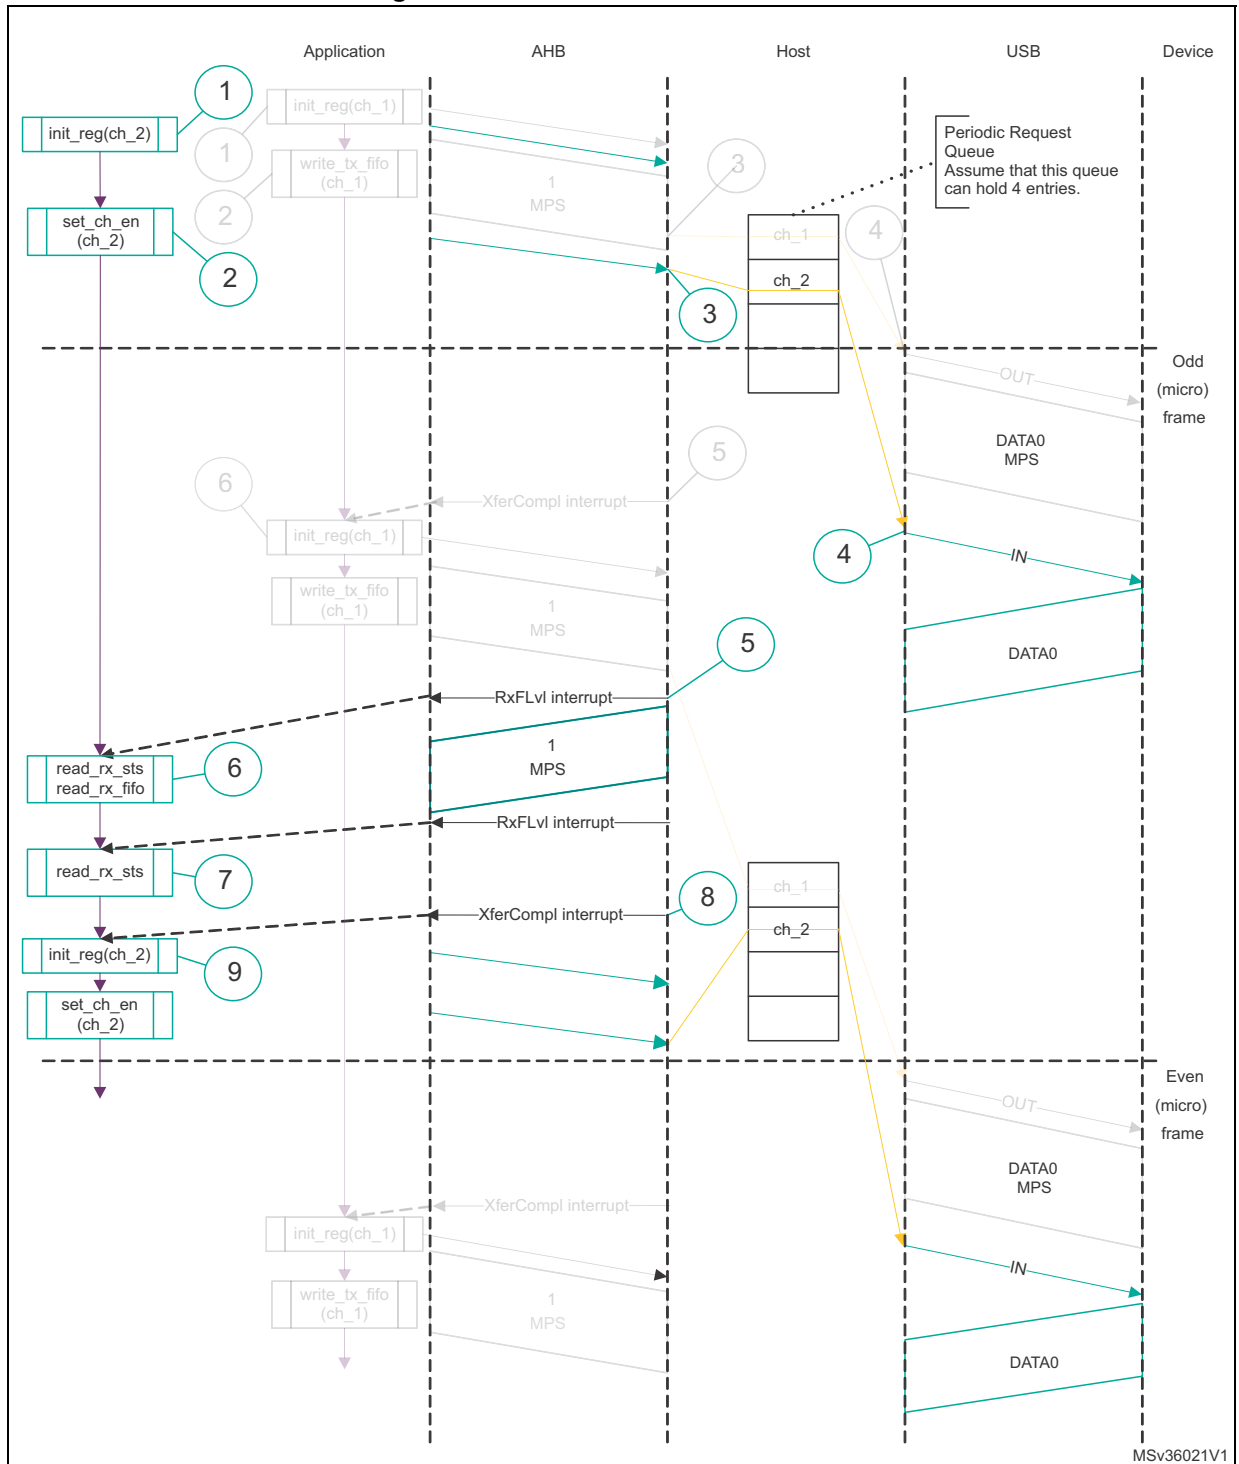 Application
AHB
Host
USB
Device
1
init_reg(ch_1)
init_reg(ch_2)
1
Periodic Request
Queue
Assume that this queue
can hold 4 entries.
write_tx_fifo
(ch_1)
1
MPS
3
2
set_ch_en
(ch_2)
2
ch_1
4
ch_2
3
Odd
(micro)
frame
OUT
DATA0
MPS
5
6
XferCompl interrupt
init_reg(ch_1)
4
IN
write_tx_fifo
(ch_1)
1
MPS
5
DATA0
RxFLvl interrupt
1
MPS
read_rx_sts
read_rx_fifo
6
RxFLvl interrupt
read_rx_sts
7
ch_1
8
XferCompl interrupt
ch_2
init_reg(ch_2)
9
set_ch_en
(ch_2)
Even
(micro)
frame
OUT
DATA0
MPS
XferCompl interrupt
init_reg(ch_1)
IN
write_tx_fifo
(ch_1)
1
MPS
DATA0
MSv36021V1